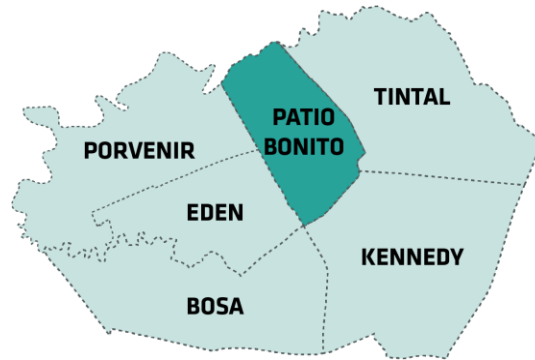 TINTAL
PATIO
BONITO
PORVENIR
EDEN
KENNEDY
BOSA